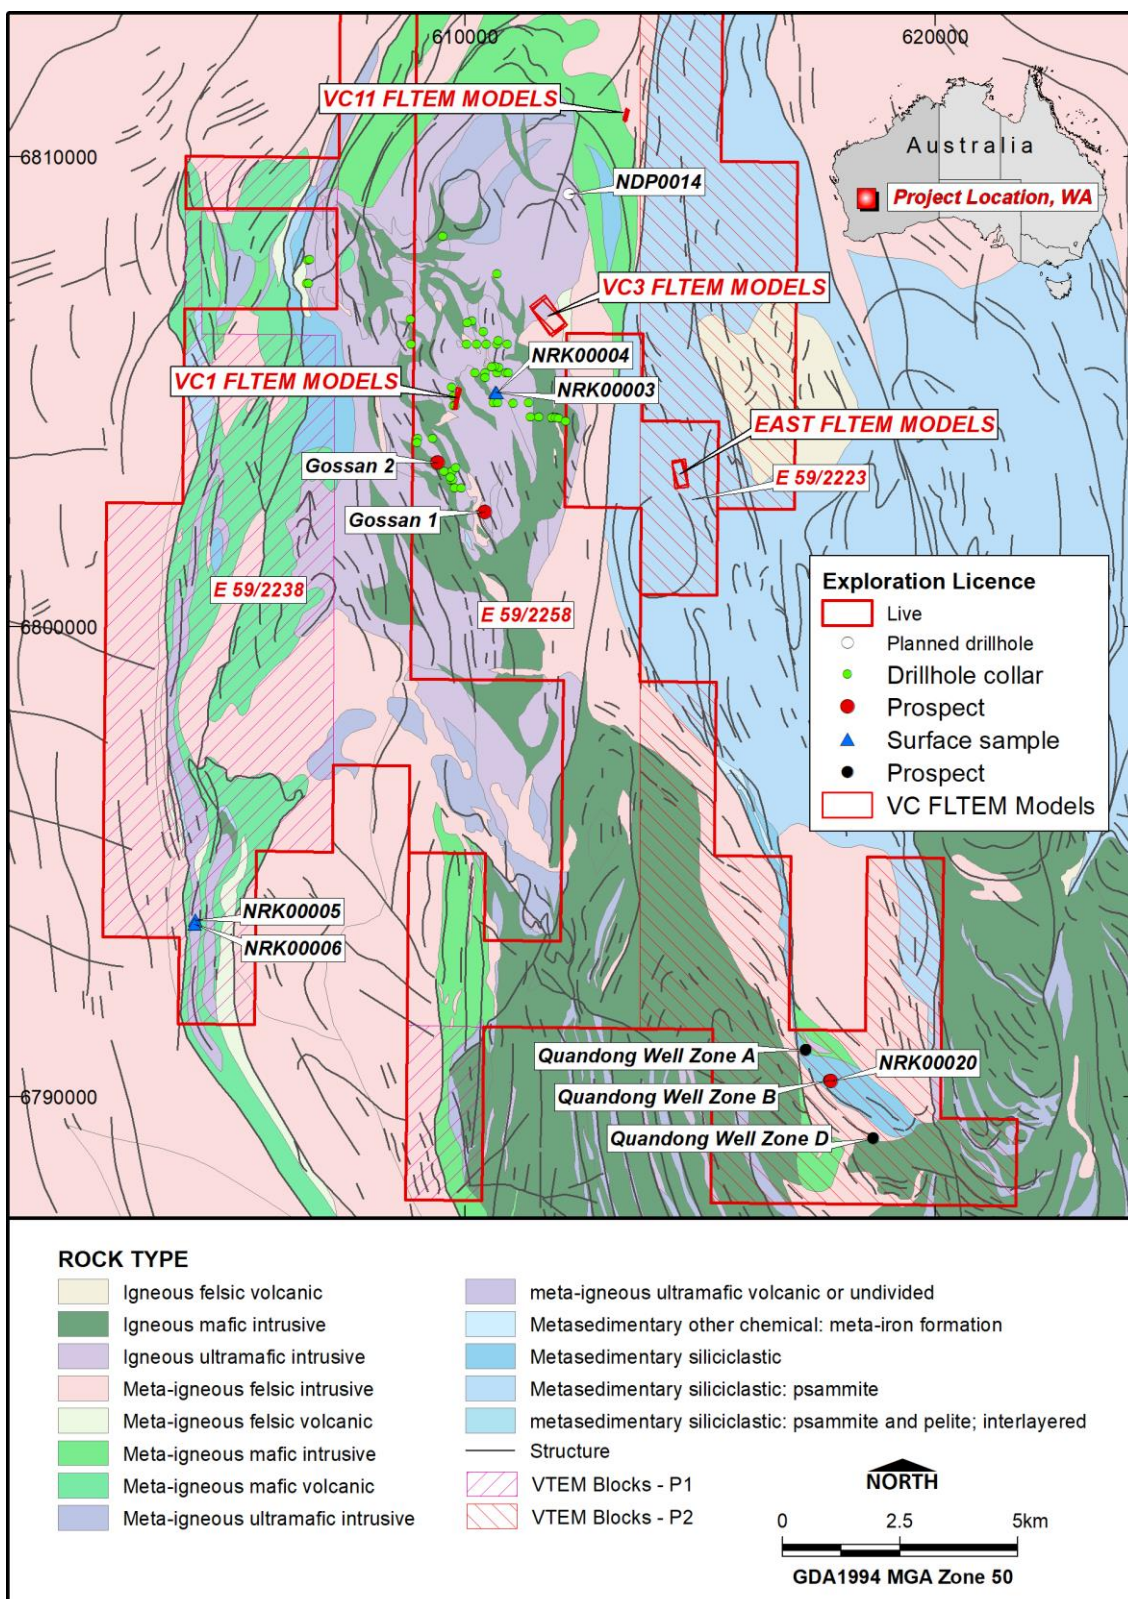 610000
620000
VC11 FLTEM MODELS
Australia
6810000
NDP0014
Project Location, WA
VC3 FLTEM MODELS
NRK00004
VC1 FLTEM MODELS
NRK00003
EAST FLTEM MODELS
Gossan 2
E 59/2223
Gossan 1
Exploration Licence
Live
Planned drillhole
Drillhole collar
Prospect
Surface sample
Prospect
VC FLTEM Models
E 59/2238
E 59/2258
6800000
NRK00005
NRK00006
Quandong Well Zone A
NRK00020
Quandong Well Zone B
6790000
Quandong Well Zone D
ROCK TYPE
Igneous felsic volcanic
Igneous mafic intrusive
Igneous ultramafic intrusive
Meta-igneous felsic intrusive
Meta-igneous felsic volcanic
Meta-igneous mafic intrusive
Meta-igneous mafic volcanic
Meta-igneous ultramafic intrusive
meta-igneous ultramafic volcanic or undivided
Metasedimentary other chemical: meta-iron formation
Metasedimentary siliciclastic
Metasedimentary siliciclastic: psammite
metasedimentary siliciclastic: psammite and pelite; interlayered
Structure
VTEM Blocks - P1
VTEM Blocks - P2
NORTH
0 2.5 5km
GDA1994 MGA Zone 50